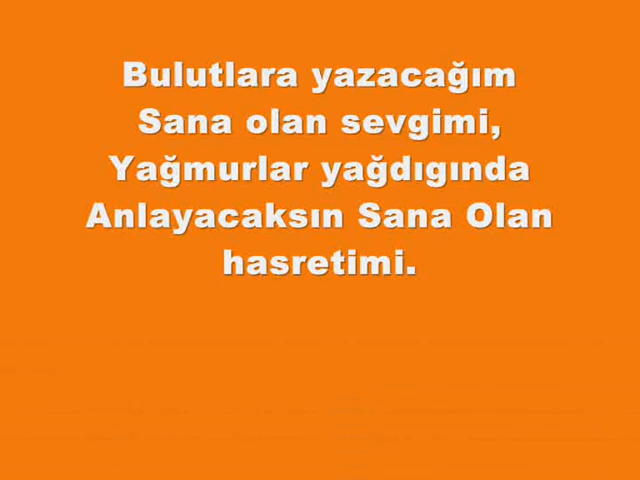 Bulutlara yazacağım
Sana olan sevgimi,
Yağmurlar yağdıgında
Anlayacaksın Sana Olan
hasretimi.